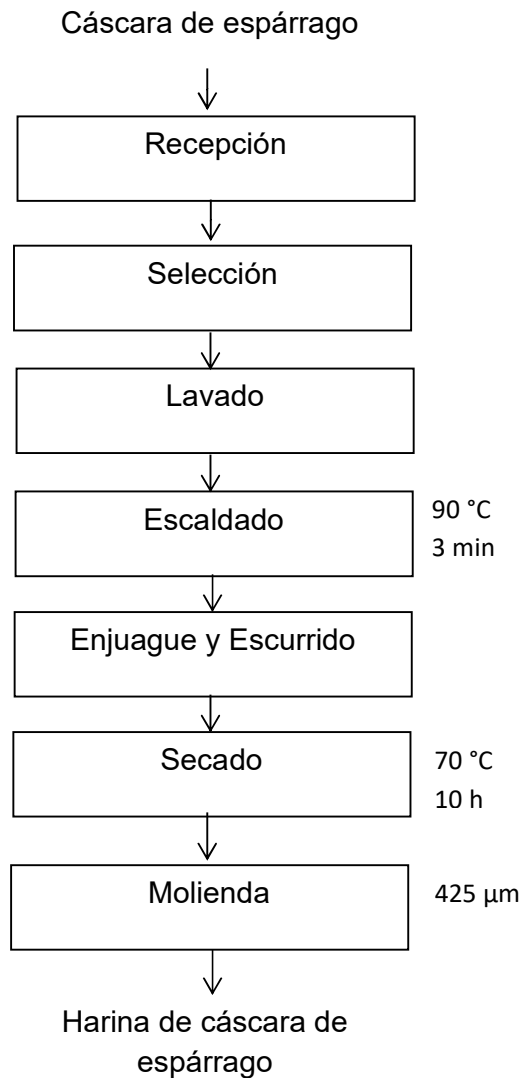 Cáscara de espárrago
Recepción
Selección
Lavado
Escaldado
90 °C
3 min
Enjuague y Escurrido
Secado
70 °C
10 h
Molienda
425 µm
Harina de cáscara de
espárrago